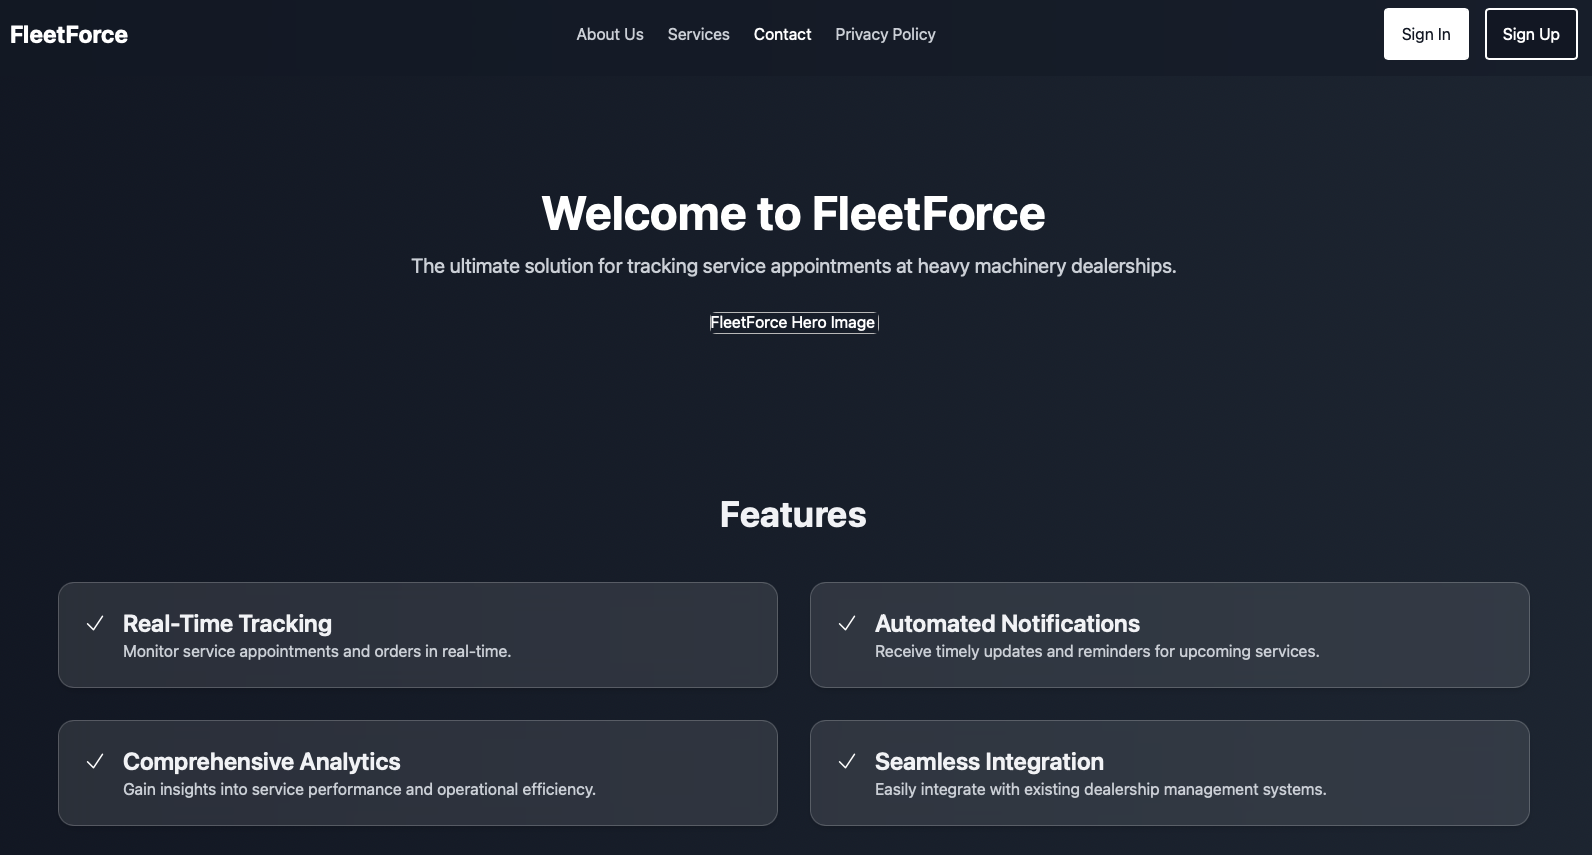 FleetForce
About Us Services Contact Privacy Policy
Sign In Sign Up
Welcome to FleetForce
The ultimate solution for tracking service appointments at heavy machinery dealerships.
FleetForce Hero Image
Features
Real-Time Tracking
Monitor service appointments and orders in real-time.
Automated Notifications
Receive timely updates and reminders for upcoming services.
Comprehensive Analytics
Gain insights into service performance and operational efficiency.
Seamless Integration
Easily integrate with existing dealership management systems.